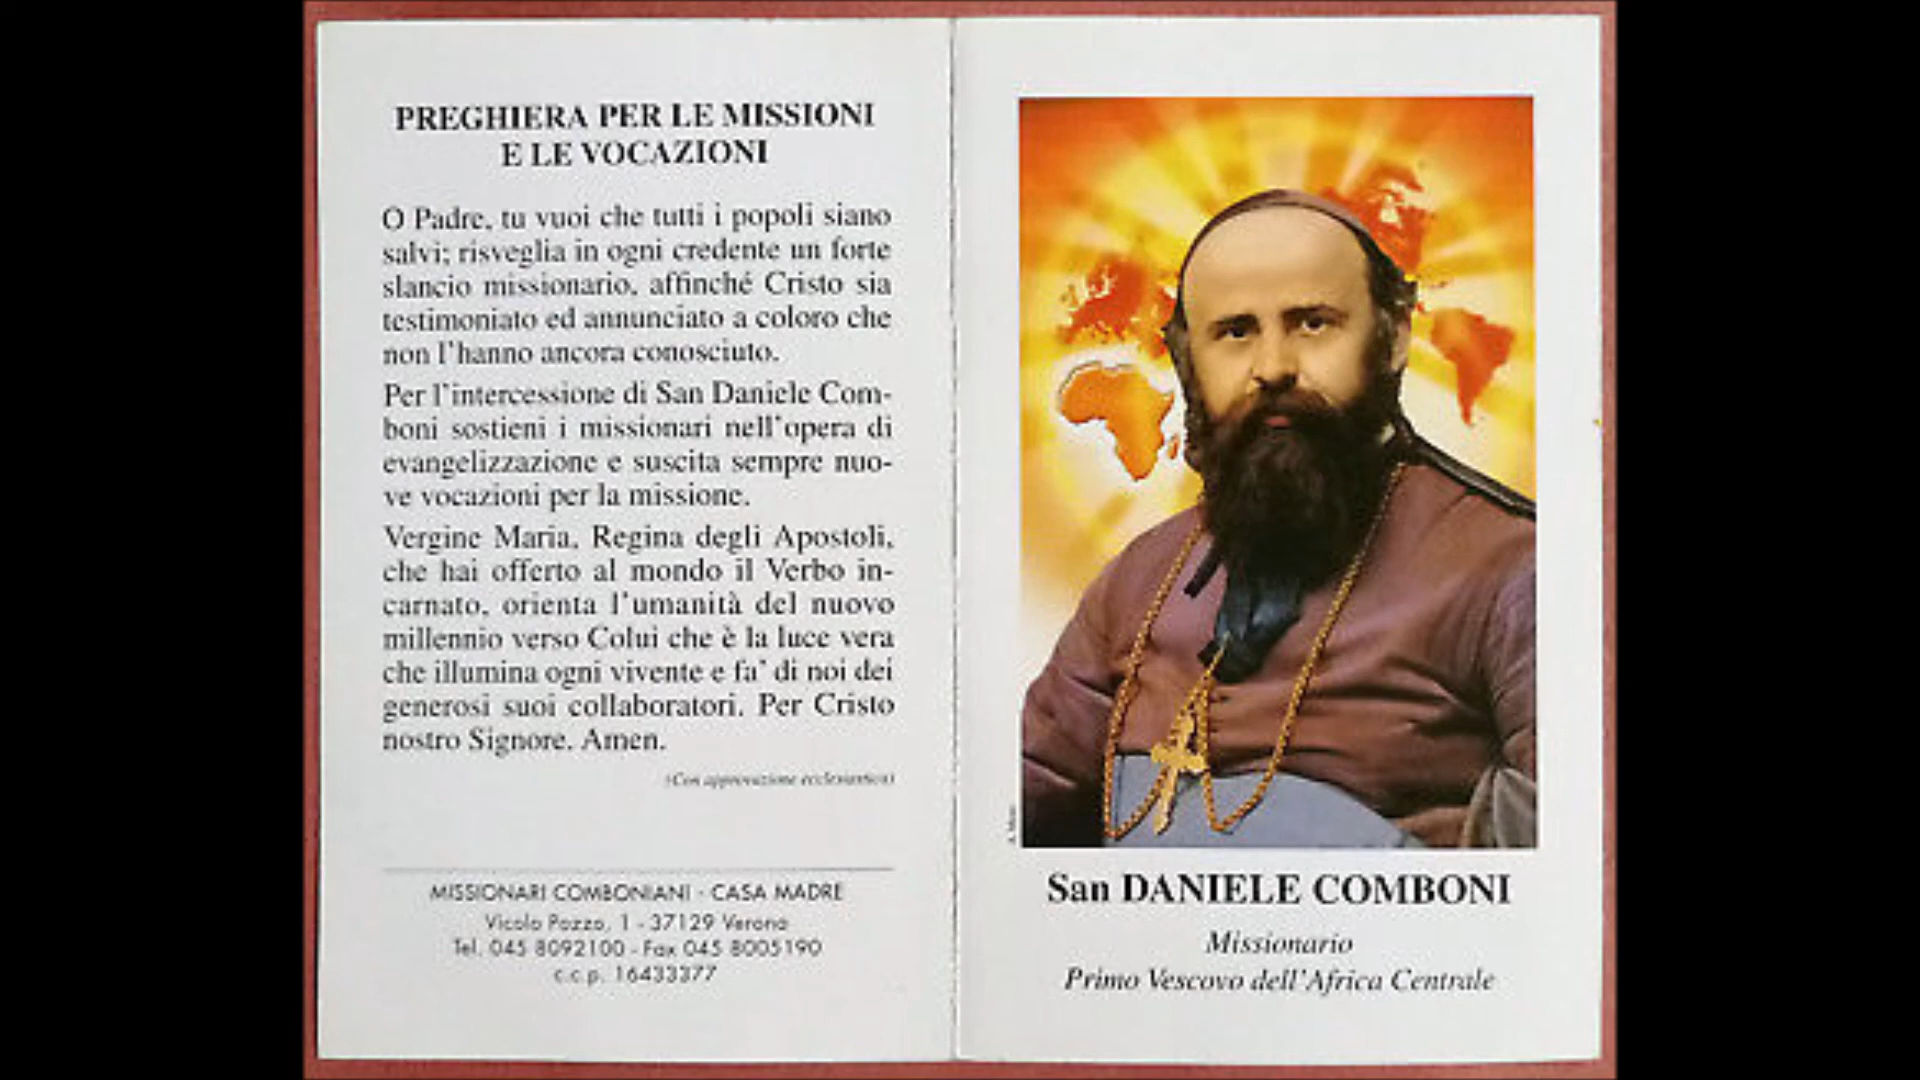 PREGHIERA PER LE MISSIONI
E LE VOCAZIONI
O Padre, tu vuoi che tutti i popoli siano
salvi; risveglia in ogni credente un forte
slancio missionario, affinché Cristo sia
testimoniato ed annunciato a coloro che
non l'hanno ancora conosciuto.
Per l'intercessione di San Daniele Com-
boni sostieni i missionari nell'opera di
evangelizzazione e suscita sempre nuo-
ve vocazioni per la missione.
Vergine Maria, Regina degli Apostoli,
che hai offerto al mondo il Verbo in-
carnato, orienta l'umanità del nuovo
millennio verso Colui che è la luce vera
che illumina ogni vivente e fa' di noi dei
generosi suoi collaboratori. Per Cristo
nostro Signore. Amen.
(Con approvazione ecclesiastica)
MISSIONARI COMBONIANI - CASA MADRE
Vicolo Pozzo, 1 - 37129 Verona
Tel. 045 8092100 - Fax 045 8005190
c.c.p. 16433377
San DANIELE COMBONI
Missionario
Primo Vescovo dell'Africa Centrale